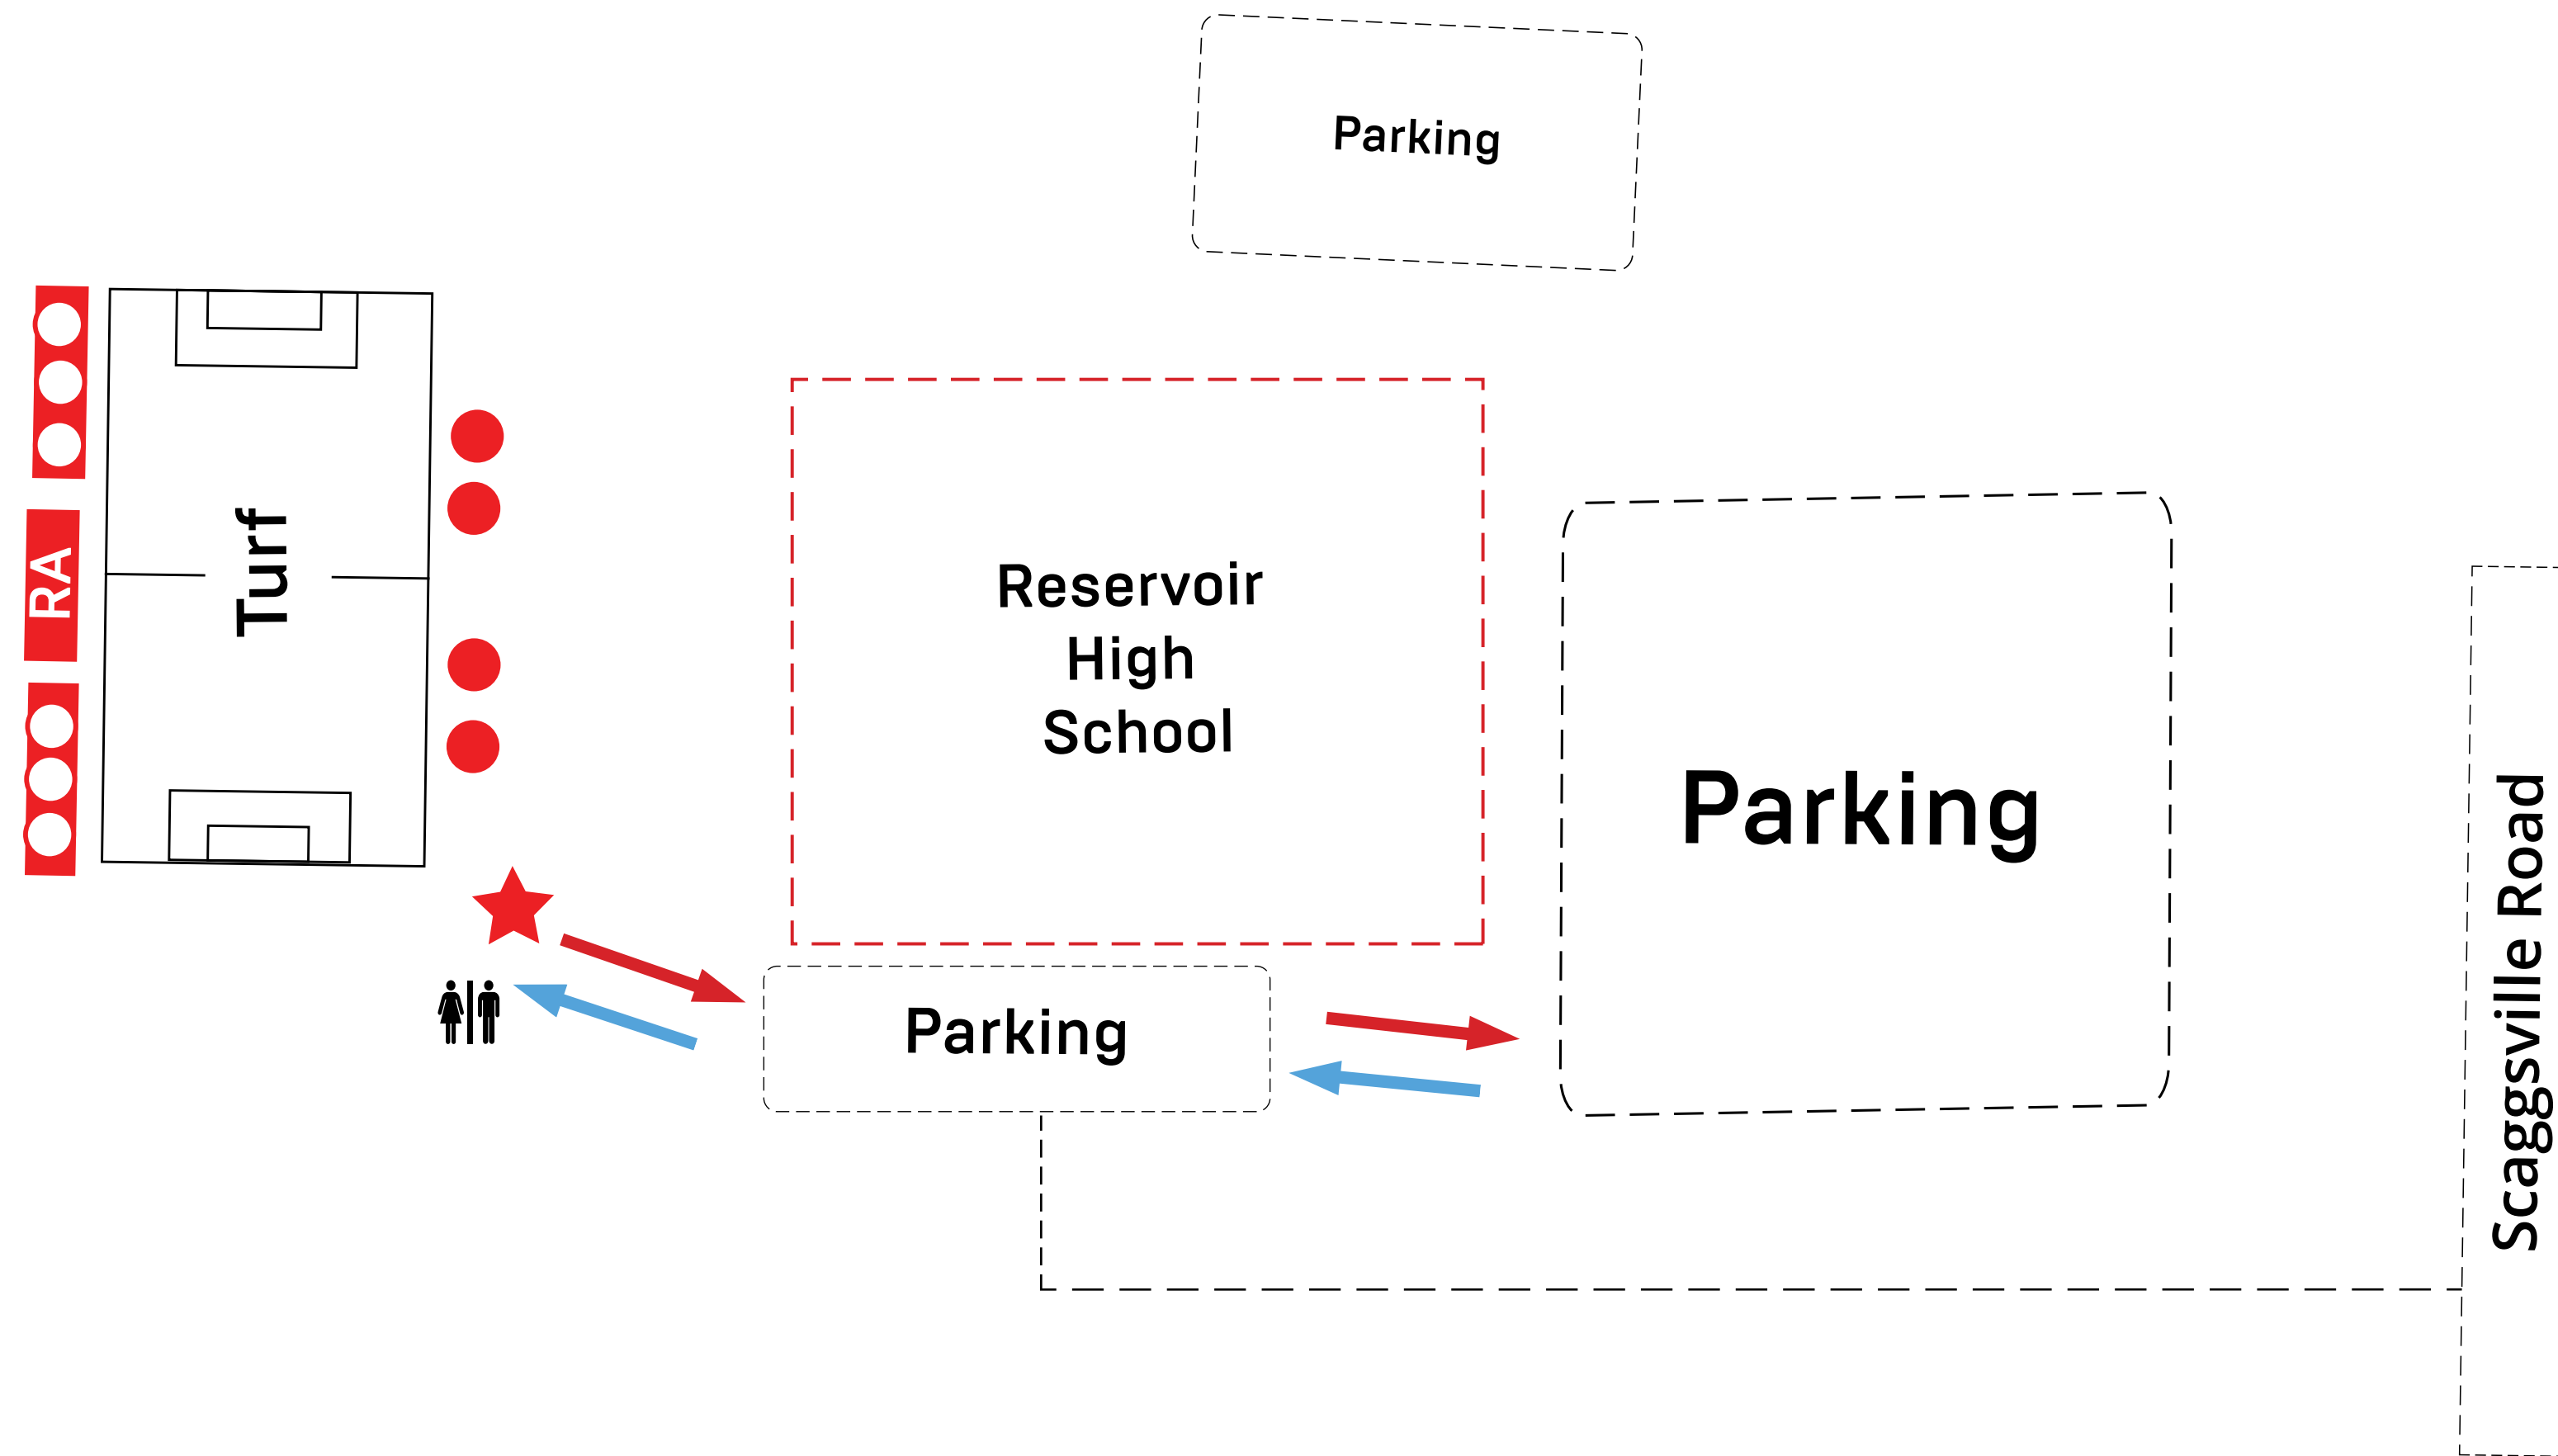 Parking
Turf
RA
Reservoir
High
School
Parking
Parking
Scaggsville Road